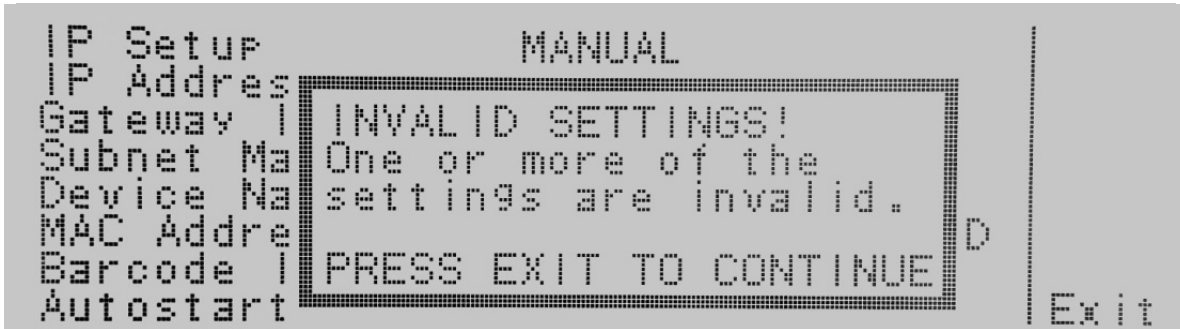 IP Setup MANUAL
IP Addres
Gateway I
Subnet Ma
Device Na
MAC Addre D
Barcode I
Autostart
INVALID SETTINGS!
One or more of the
settings are invalid.
PRESS EXIT TO CONTINUE
Exit